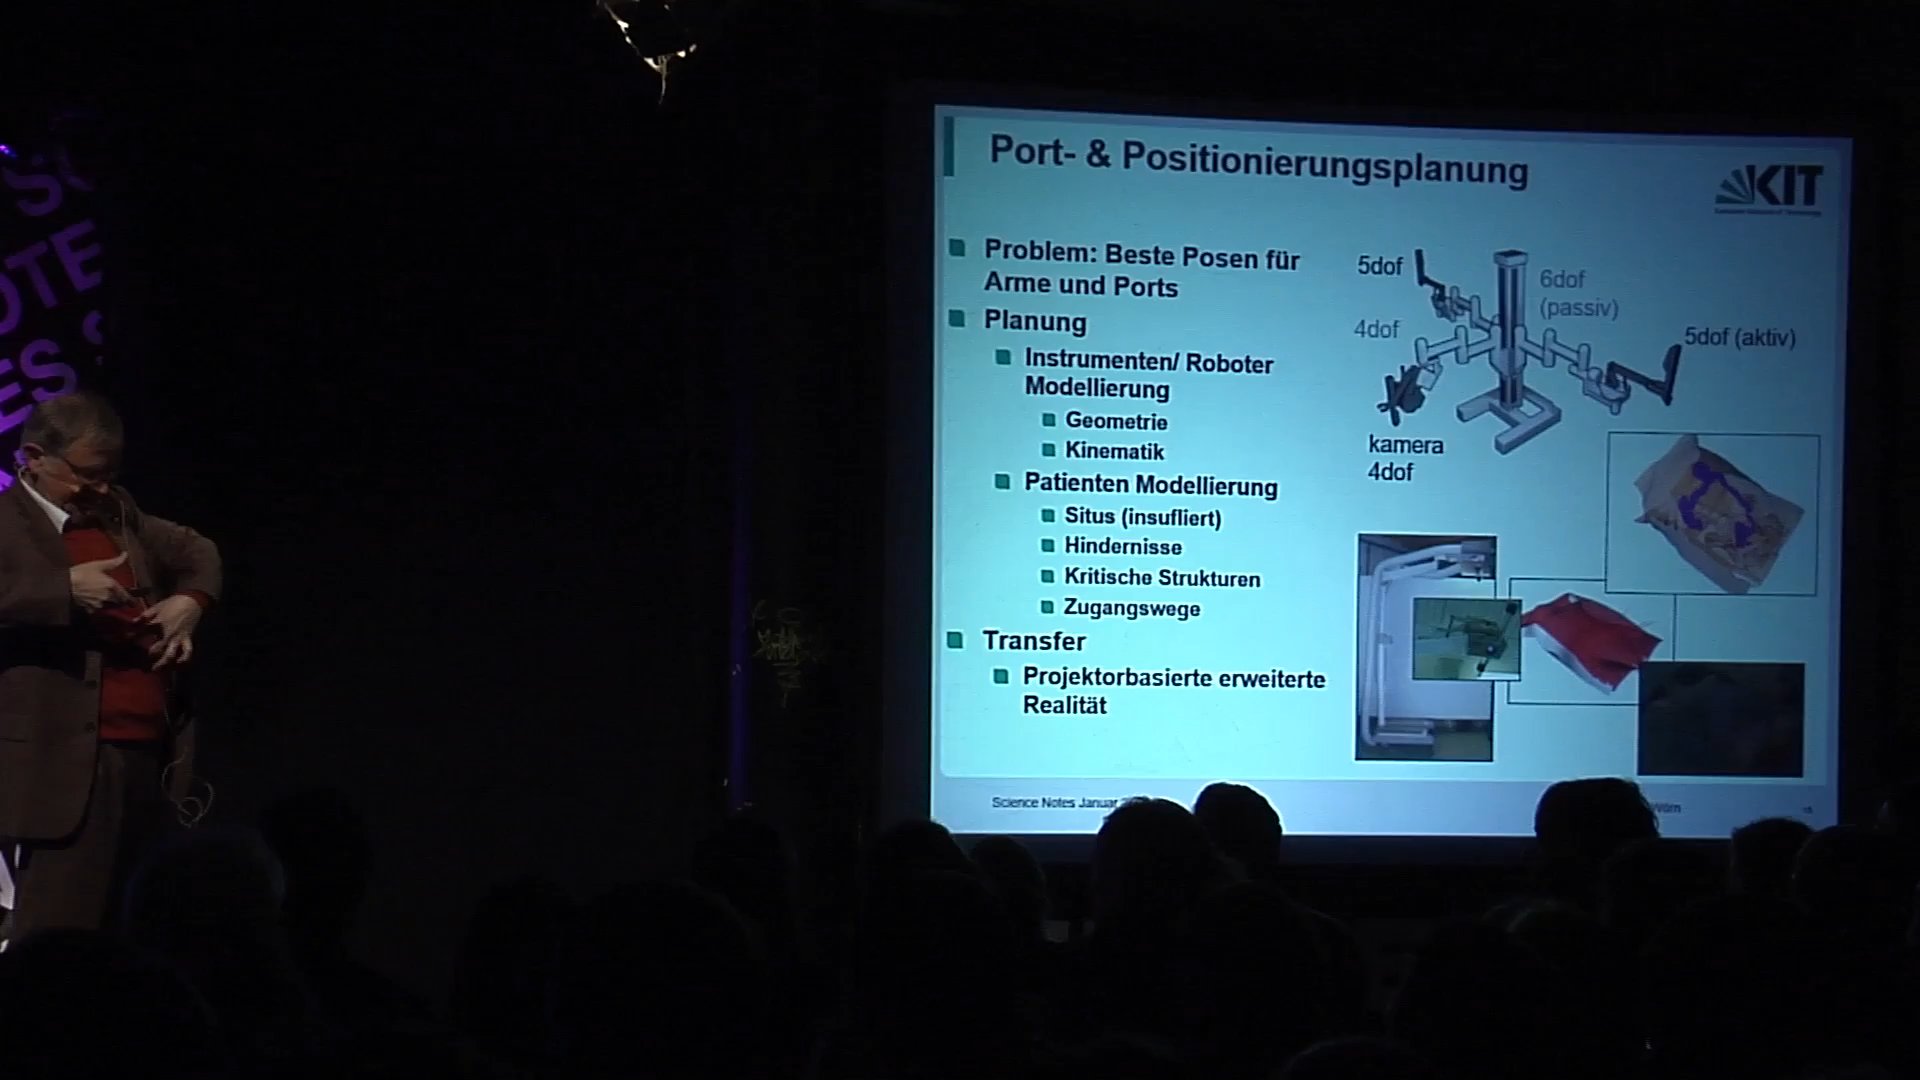 Port- & Positionierungsplanung
KIT
Problem: Beste Posen für
Arme und Ports
Planung
Instrumenten/ Roboter
Modellierung
Geometrie
Kinematik
Patienten Modellierung
Situs (insufliert)
Hindernisse
Kritische Strukturen
Zugangswege
Transfer
Projektorbasierte erweiterte
Realität
5dof
6dof
(passiv)
4dof
5dof (aktiv)
kamera
4dof
Science Notes Januar
Wörn